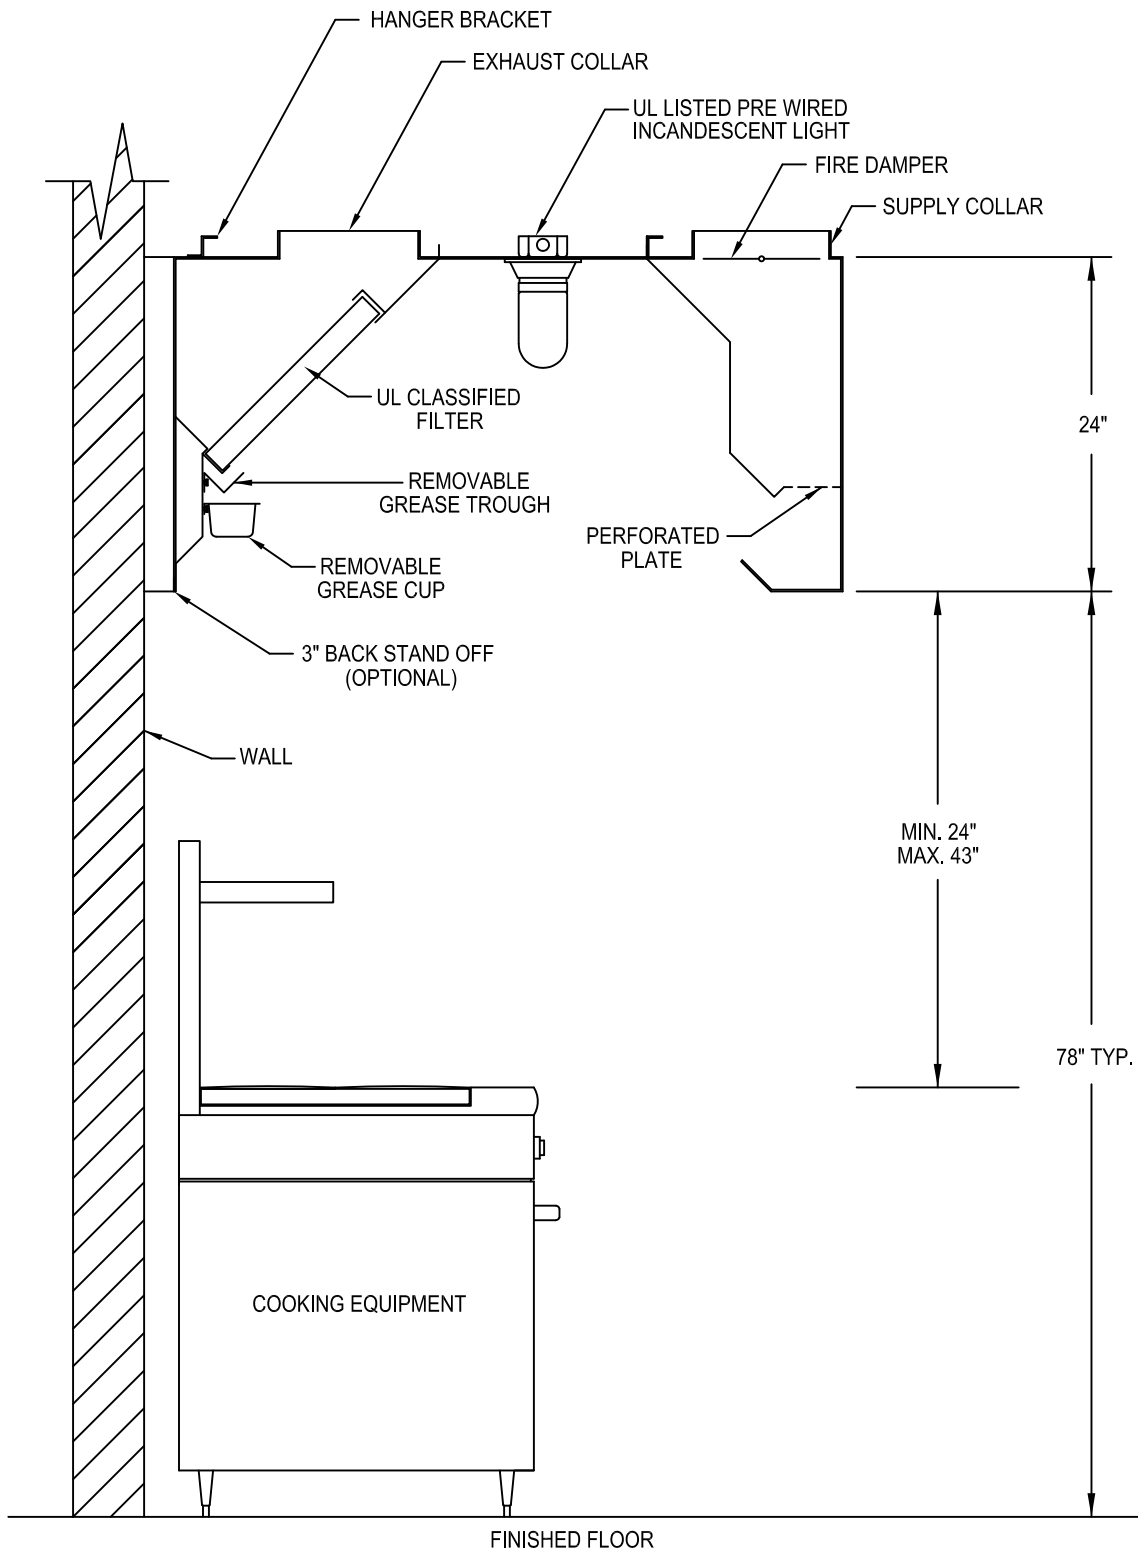 HANGER BRACKET
EXHAUST COLLAR
UL LISTED PRE WIRED
INCANDESCENT LIGHT
FIRE DAMPER
SUPPLY COLLAR
UL CLASSIFIED
FILTER
24"
REMOVABLE
GREASE TROUGH
PERFORATED
PLATE
REMOVABLE
GREASE CUP
3" BACK STAND OFF
(OPTIONAL)
WALL
MIN. 24"
MAX. 43"
78" TYP.
COOKING EQUIPMENT
FINISHED FLOOR